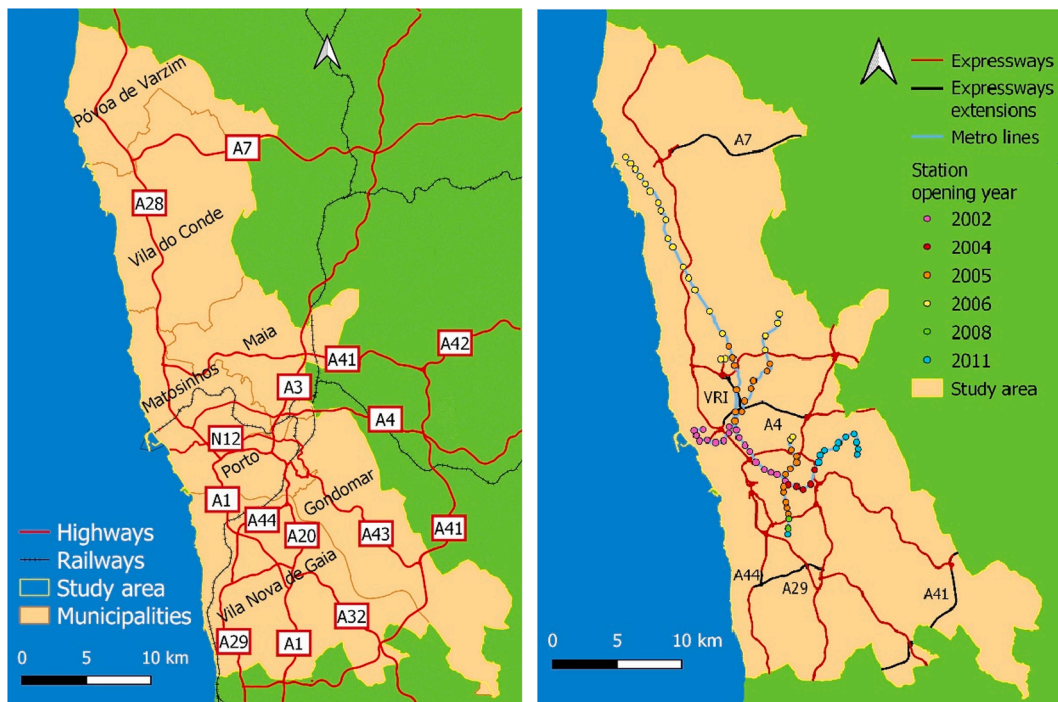 Póvoa de Varzim
A7
A28
Vila do Conde
Maia
A41
A42
Matosinhos
A3
A4
N12
Porto
A1
Gondomar
A44
A20
A43
A41
Vila Nova de Gaia
A32
A29
A1
Highways
Railways
Study area
Municipalities
0 5 10 km
Expressways
Expressways
extensions
Metro lines
Station
opening year
2002
2004
2005
2006
2008
2011
Study area
A7
VRI
A4
A44
A29
A41
0 5 10 km